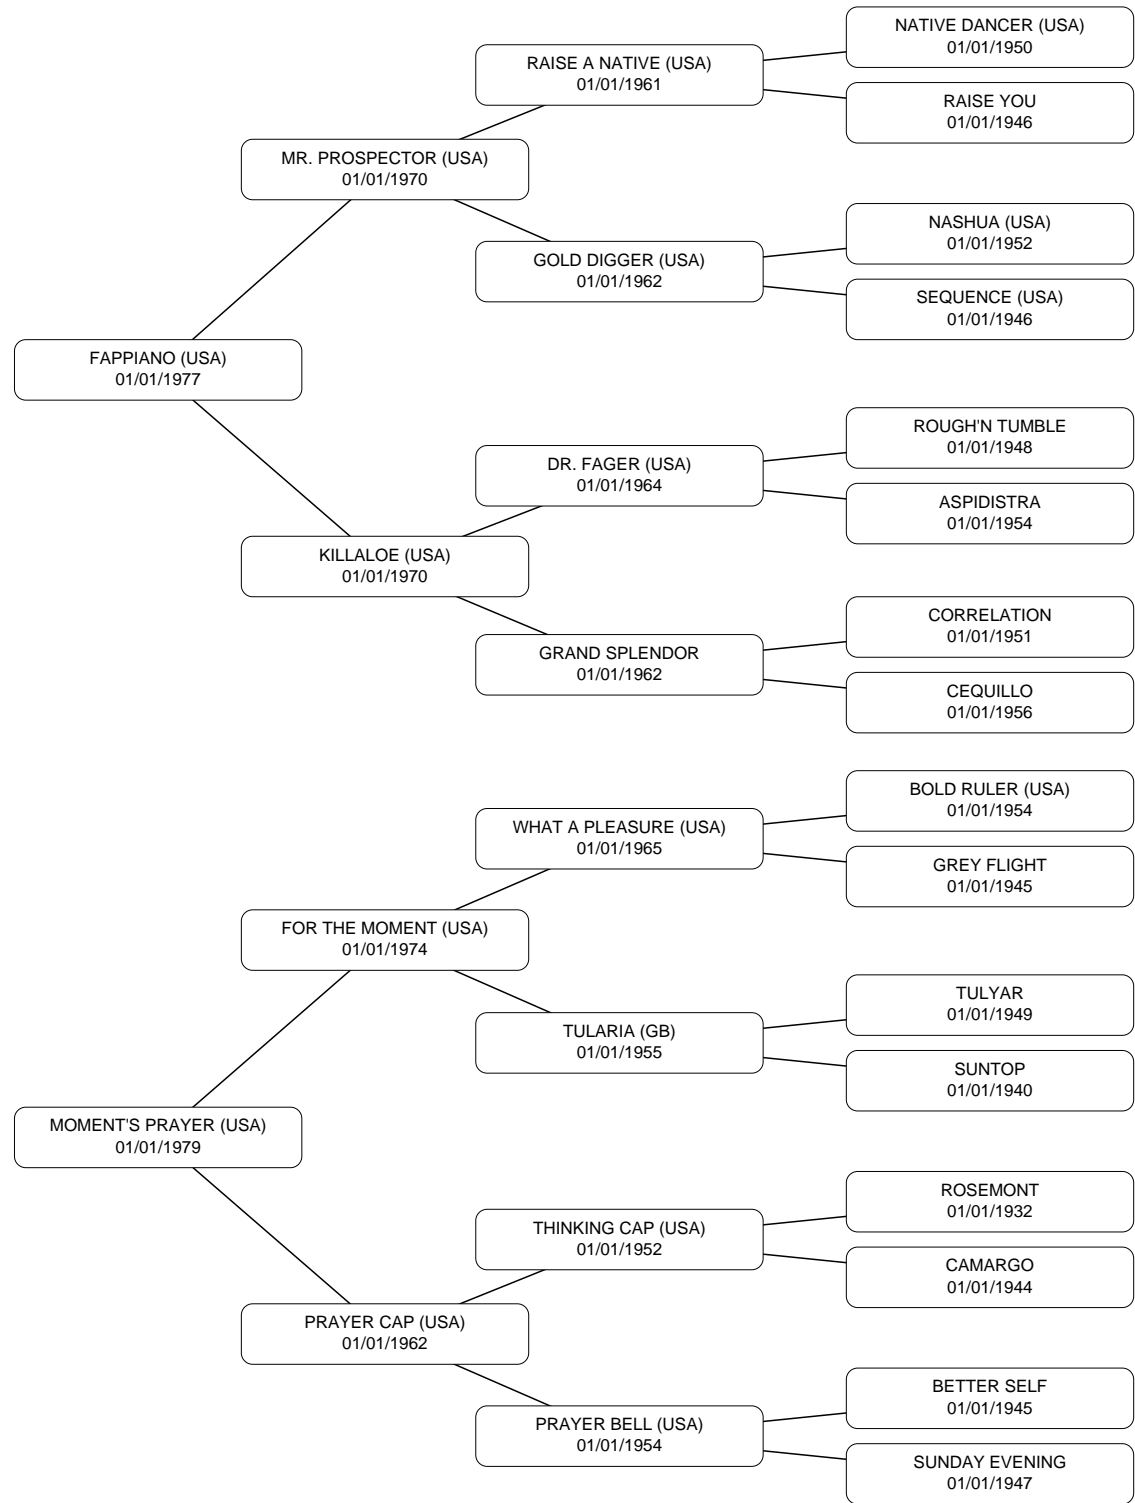 NATIVE DANCER (USA)
01/01/1950
RAISE A NATIVE (USA)
01/01/1961
RAISE YOU
01/01/1946
MR. PROSPECTOR (USA)
01/01/1970
NASHUA (USA)
01/01/1952
GOLD DIGGER (USA)
01/01/1962
SEQUENCE (USA)
01/01/1946
FAPPIANO (USA)
01/01/1977
ROUGH'N TUMBLE
01/01/1948
DR. FAGER (USA)
01/01/1964
ASPIDISTRA
01/01/1954
KILLALOE (USA)
01/01/1970
CORRELATION
01/01/1951
GRAND SPLENDOR
01/01/1962
CEQUILLO
01/01/1956
BOLD RULER (USA)
01/01/1954
WHAT A PLEASURE (USA)
01/01/1965
GREY FLIGHT
01/01/1945
FOR THE MOMENT (USA)
01/01/1974
TULYAR
01/01/1949
TULARIA (GB)
01/01/1955
SUNTOP
01/01/1940
MOMENT'S PRAYER (USA)
01/01/1979
ROSEMONT
01/01/1932
THINKING CAP (USA)
01/01/1952
CAMARGO
01/01/1944
PRAYER CAP (USA)
01/01/1962
BETTER SELF
01/01/1945
PRAYER BELL (USA)
01/01/1954
SUNDAY EVENING
01/01/1947